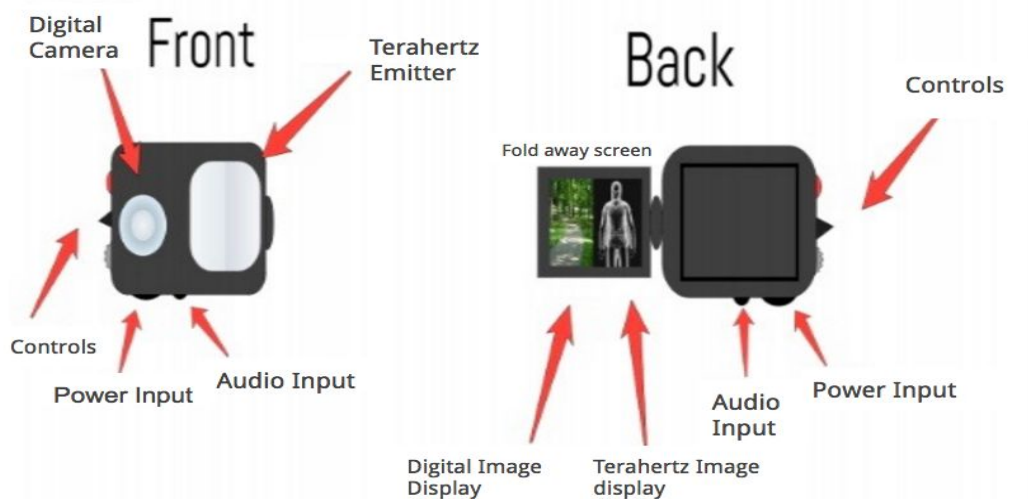 Digital
Camera
Front
Terahertz
Emitter
Back
Controls
Fold away screen
Controls
Power Input
Audio Input
Audio
Input
Power Input
Digital Image
Display
Terahertz Image
display